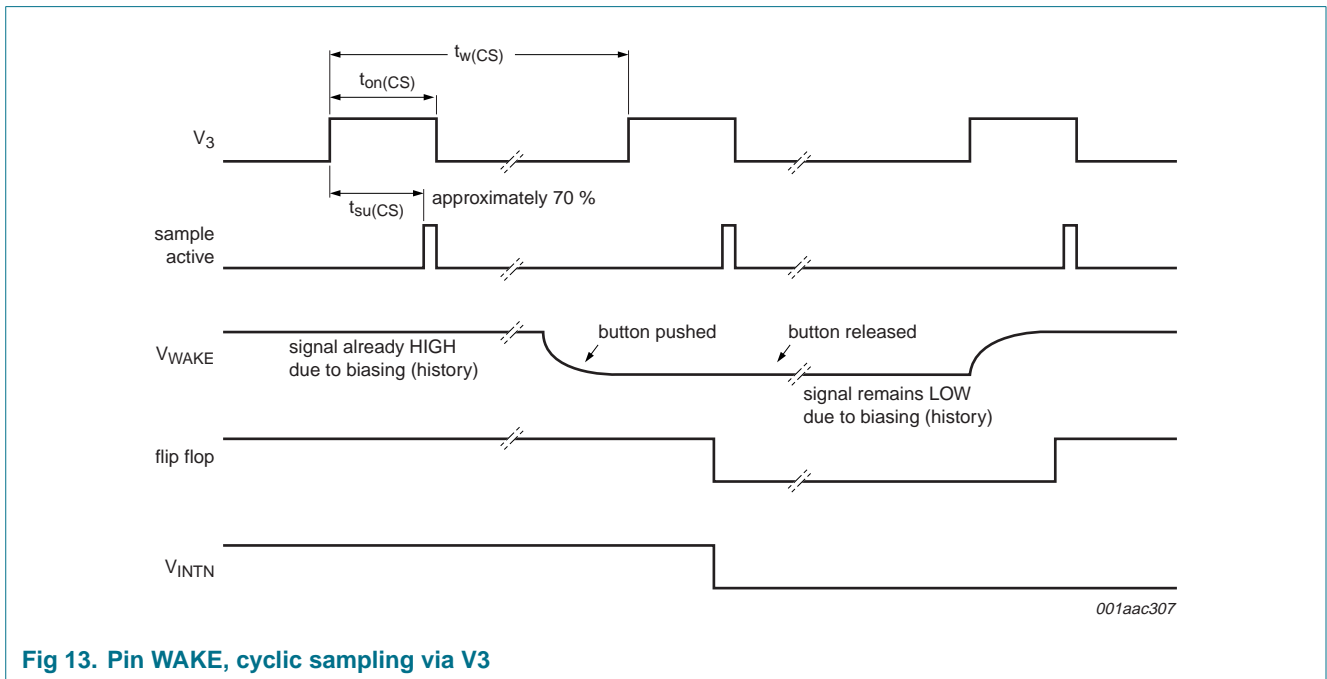 tw(CS)
ton(CS)
V3
tsu(CS)
approximately 70 %
sample
active
VWAKE
signal already HIGH
due to biasing (history)
button pushed
button released
signal remains LOW
due to biasing (history)
flip flop
VINTN
001aac307
Fig 13. Pin WAKE, cyclic sampling via V3